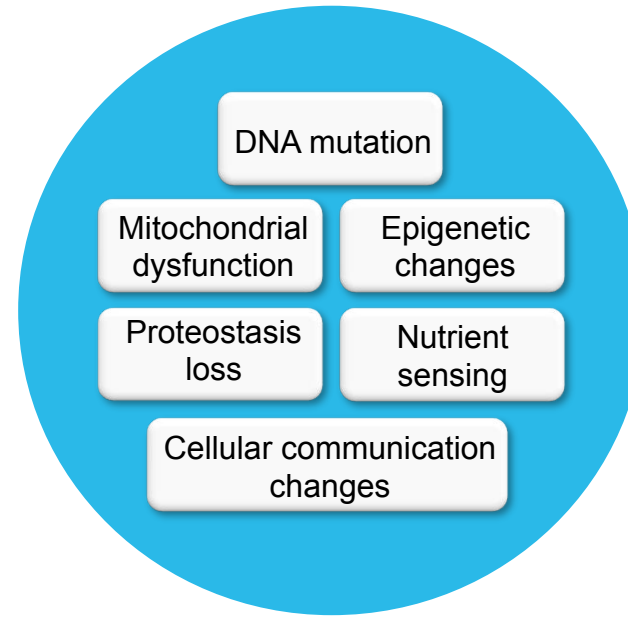 DNA mutation
Mitochondrial
dysfunction
Epigenetic
changes
Proteostasis
loss
Nutrient
sensing
Cellular communication
changes